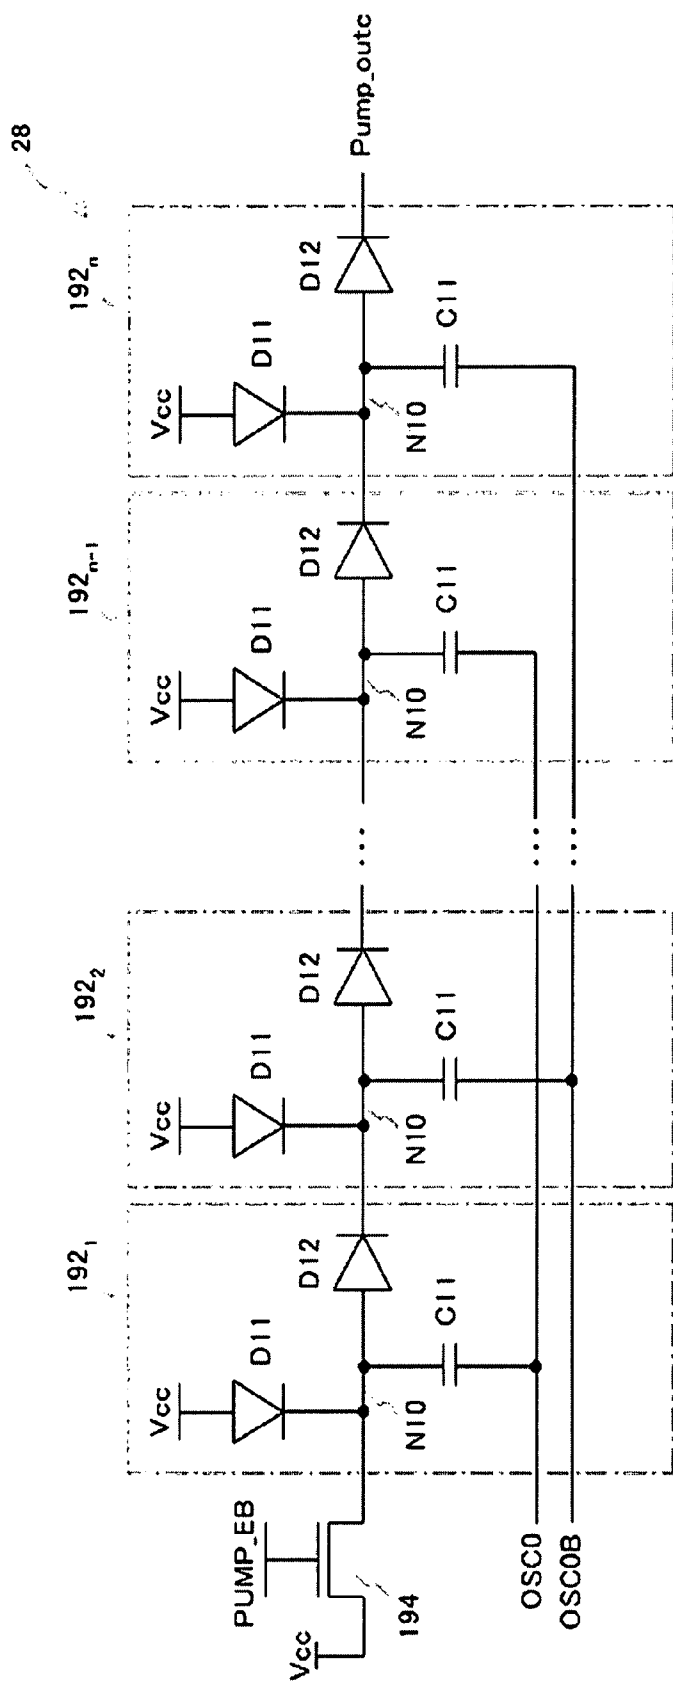 28
192₁
192₂
192ₙ₋₁
192ₙ
Vcc
D11
D12
N10
C11
Vcc
D11
D12
N10
C11
...
Vcc
D11
D12
N10
C11
Vcc
D11
D12
N10
C11
Pump_outc
PUMP_EB
Vcc
194
OSC0
...
OSC0B
...